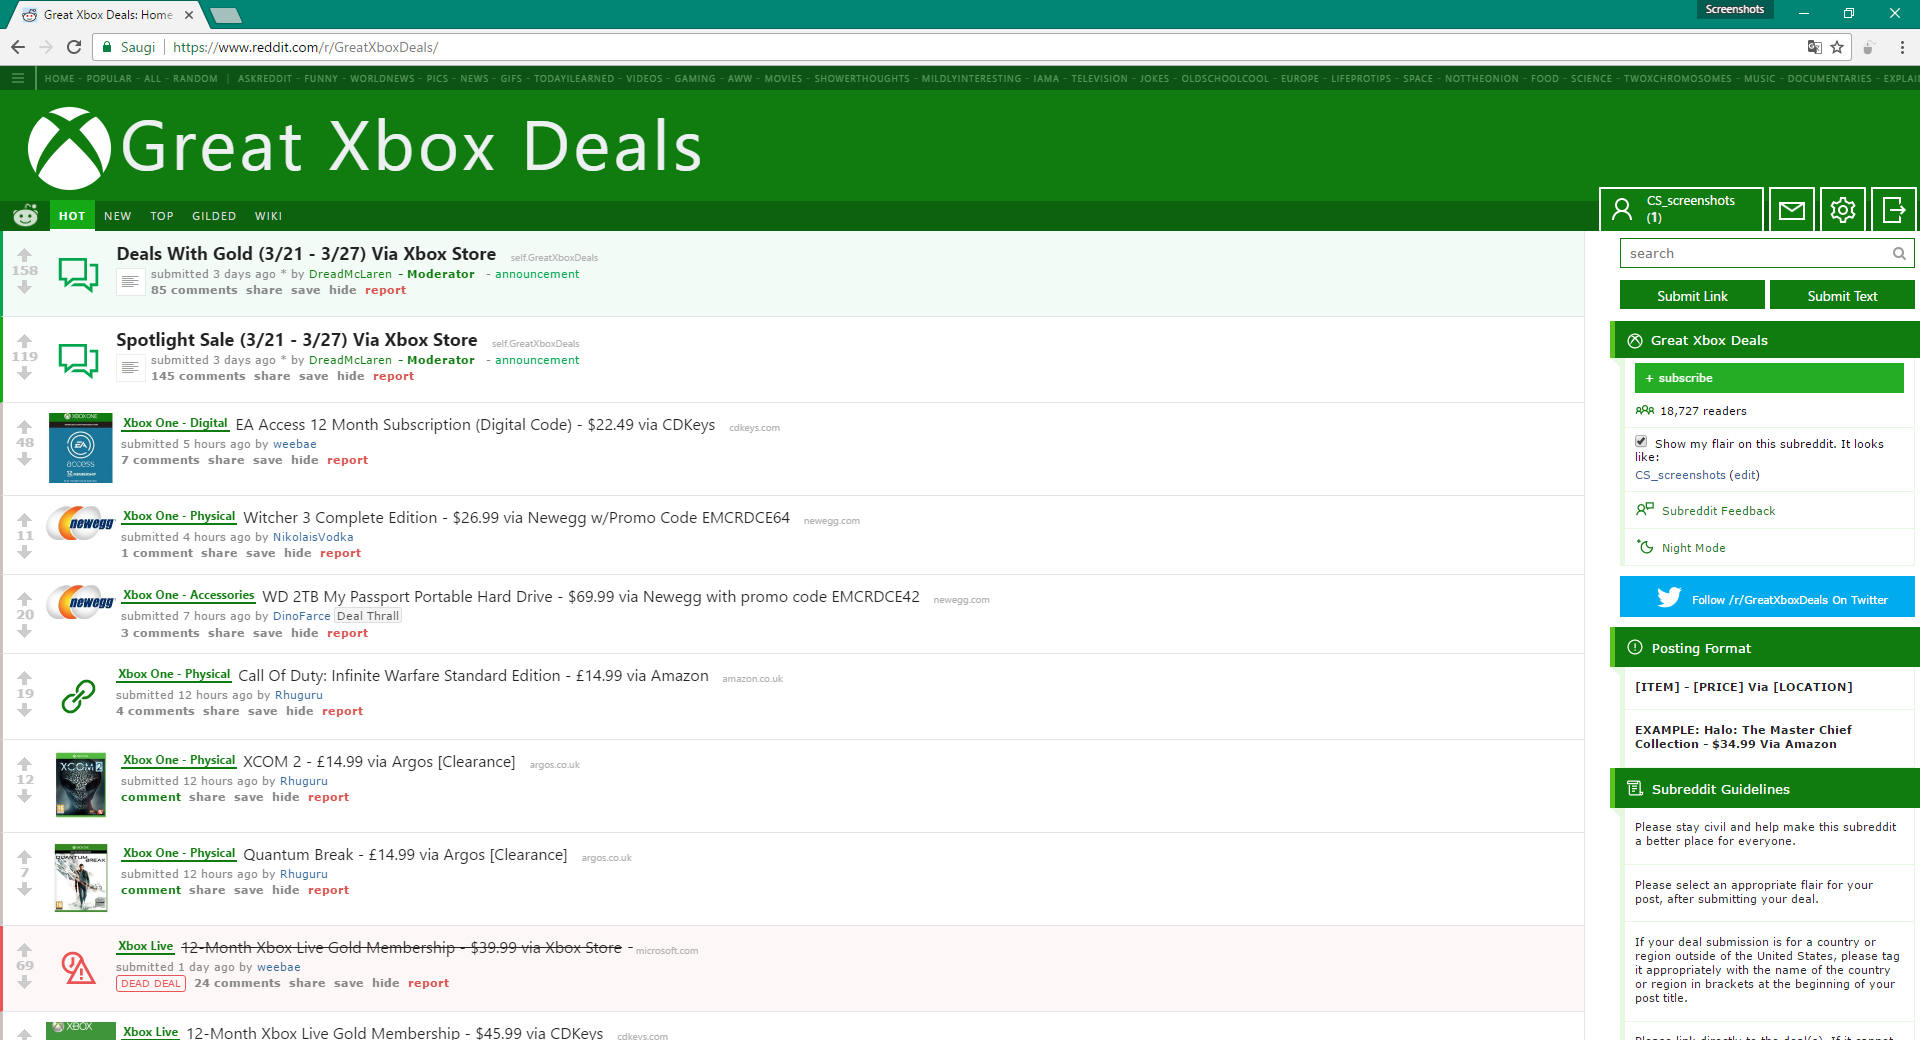 Great Xbox Deals: Home
Screenshots
Saugi
https://www.reddit.com/r/GreatXboxDeals/
HOME - POPULAR - ALL - RANDOM | ASKREDDIT - FUNNY - WORLDNEWS - PICS - NEWS - GIFS - TODAYILEARNED - VIDEOS - GAMING - AWW - MOVIES - SHOWERTHOUGHTS - MILDLYINTERESTING - IAMA - TELEVISION - JOKES - OLDSCHOOLCOOL - EUROPE - LIFEPROTIPS - SPACE - NOTTHEONION - FOOD - SCIENCE - TWOXCHROMOSOMES - MUSIC - DOCUMENTARIES - EXPLAI
Great Xbox Deals
HOT NEW TOP GILDED WIKI
CS_screenshots
(1)
158
Deals With Gold (3/21 - 3/27) Via Xbox Store self.GreatXboxDeals
submitted 3 days ago * by DreadMcLaren - Moderator - announcement
85 comments share save hide report
119
Spotlight Sale (3/21 - 3/27) Via Xbox Store self.GreatXboxDeals
submitted 3 days ago * by DreadMcLaren - Moderator - announcement
145 comments share save hide report
48
XBOX ONE
EA
access
12
Xbox One - Digital EA Access 12 Month Subscription (Digital Code) - $22.49 via CDKeys cdkeys.com
submitted 5 hours ago by weebae
7 comments share save hide report
11
newegg
Xbox One - Physical Witcher 3 Complete Edition - $26.99 via Newegg w/Promo Code EMCRDCE64 newegg.com
submitted 4 hours ago by NikolaisVodka
1 comment share save hide report
20
newegg
Xbox One - Accessories WD 2TB My Passport Portable Hard Drive - $69.99 via Newegg with promo code EMCRDCE42 newegg.com
submitted 7 hours ago by DinoFarce Deal Thrall
3 comments share save hide report
19
Xbox One - Physical Call Of Duty: Infinite Warfare Standard Edition - £14.99 via Amazon amazon.co.uk
submitted 12 hours ago by Rhuguru
4 comments share save hide report
12
XCOM 2
Xbox One - Physical XCOM 2 - £14.99 via Argos [Clearance] argos.co.uk
submitted 12 hours ago by Rhuguru
comment share save hide report
7
QUANTUM BREAK
Xbox One - Physical Quantum Break - £14.99 via Argos [Clearance] argos.co.uk
submitted 12 hours ago by Rhuguru
comment share save hide report
69
Xbox Live 12-Month Xbox Live Gold Membership - $39.99 via Xbox Store - microsoft.com
submitted 1 day ago by weebae
DEAD DEAL 24 comments share save hide report
XBOX
Xbox Live 12-Month Xbox Live Gold Membership - $45.99 via CDKeys cdkeys.com
search
Submit Link Submit Text
Great Xbox Deals
+ subscribe
18,727 readers
Show my flair on this subreddit. It looks
like:
CS_screenshots (edit)
Subreddit Feedback
Night Mode
Follow /r/GreatXboxDeals On Twitter
Posting Format
[ITEM] - [PRICE] Via [LOCATION]
EXAMPLE: Halo: The Master Chief
Collection - $34.99 Via Amazon
Subreddit Guidelines
Please stay civil and help make this subreddit
a better place for everyone.
Please select an appropriate flair for your
post, after submitting your deal.
If your deal submission is for a country or
region outside of the United States, please tag
it appropriately with the name of the country
or region in brackets at the beginning of your
post title.
Please link directly to the deal(s). If it cannot